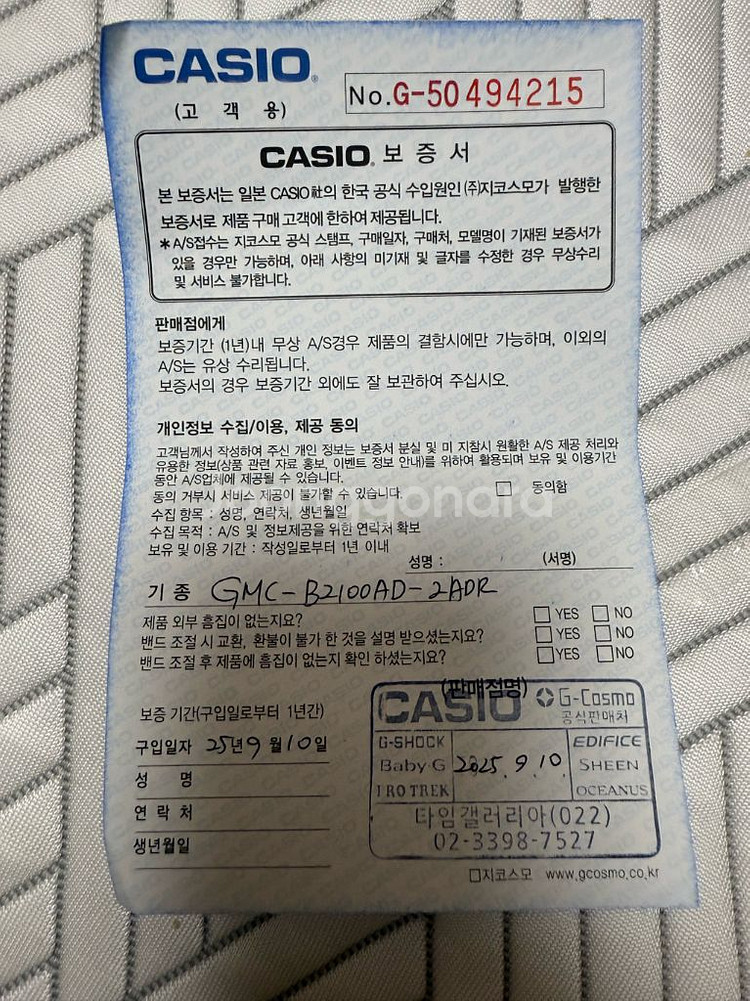 CASIO®
(고 객 용)
No.G-50494215
CASIO. 보 증 서
본 보증서는 일본 CASIO社의 한국 공식 수입원인 (주)지코스모가 발행한
보증서로 제품 구매 고객에 한하여 제공됩니다.
*A/S접수는 지코스모 공식 스탬프, 구매일자, 구매처, 모델명이 기재된 보증서가
있을 경우만 가능하며, 아래 사항의 미기재 및 글자를 수정한 경우 무상수리
및 서비스 불가합니다.
판매점에게
보증기간 (1년)내 무상 A/S경우 제품의 결함시에만 가능하며, 이외의
A/S는 유상 수리됩니다.
보증서의 경우 보증기간 외에도 잘 보관하여 주십시오.
개인정보 수집/이용, 제공 동의
고객님께서 작성하여 주신 개인 정보는 보증서 분실 및 미 지참시 원활한 A/S 제공 처리와
유용한 정보(상품 관련 자료 홍보, 이벤트 정보 안내)를 위하여 활용되며 보유 및 이용기간
동안 A/S업체에 제공될 수 있습니다.
동의 거부시 서비스 제공이 불가할 수 있습니다.
동의함
수집 항목 : 성명, 연락처, 생년월일
수집 목적 : A/S 및 정보제공을 위한 연락처 확보
보유 및 이용 기간 : 작성일로부터 1년 이내
성명 : (서명)
기 종 GMC-B2100AD-2ADR
제품 외부 흠집이 없는지요? YES NO
밴드 조절 시 교환, 환불이 불가 한 것을 설명 받으셨는지요? YES NO
밴드 조절 후 제품에 흠집이 없는지 확인 하셨는지요? YES NO
보증 기간(구입일로부터 1년간)
구입일자 25년 9월 10일
성 명
연 락 처
생년월일
(판매점명)
CASIO G-Cosmo
공식판매처
G-SHOCK EDIFICE
Baby-G 2025. 9. 10. SHEEN
PRO TREK OCEANUS
타임갤러리아(022)
02-3398-7527
지코스모 www.gcosmo.co.kr